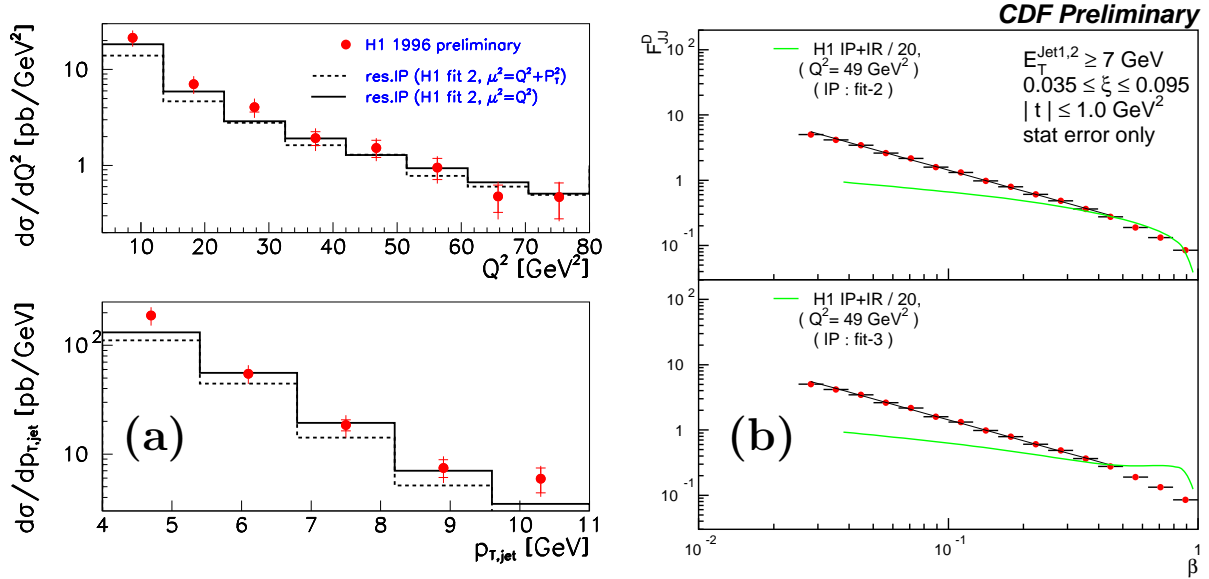 dσ/dQ² [pb/GeV²]
10
1
H1 1996 preliminary
res.IP (H1 fit 2, μ²=Q²+P_T²)
res.IP (H1 fit 2, μ²=Q²)
10 20 30 40 50 60 70 80
Q² [GeV²]
dσ/dp_T,jet [pb/GeV]
10²
10
(a)
4 5 6 7 8 9 10 11
p_T,jet [GeV]
CDF Preliminary
F_JJ^D
10²
10
1
10⁻¹
H1 IP+IR / 20,
( Q²= 49 GeV² )
( IP : fit-2 )
E_T^Jet1,2 ≥ 7 GeV
0.035 ≤ ξ ≤ 0.095
| t | ≤ 1.0 GeV²
stat error only
10²
10
1
10⁻¹
H1 IP+IR / 20,
( Q²= 49 GeV² )
( IP : fit-3 )
(b)
10⁻² 10⁻¹ 1
β